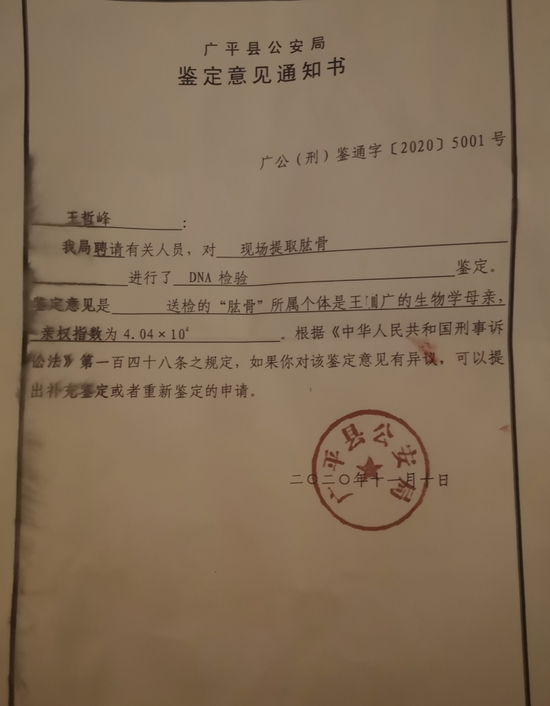 广平县公安局
鉴定意见通知书
广公（刑）鉴通字〔2020〕5001 号
王哲峰：
我局聘请有关人员，对 现场提取肱骨
进行了 DNA 检验 鉴定。
鉴定意见是 送检的“肱骨”所属个体是王广的生物学母亲，
亲权指数为 4.04×10⁴。根据《中华人民共和国刑事诉
讼法》第一百四十八条之规定，如果你对该鉴定意见有异议，可以提
出补充鉴定或者重新鉴定的申请。
广平县公安局
二〇二〇年十一月十日